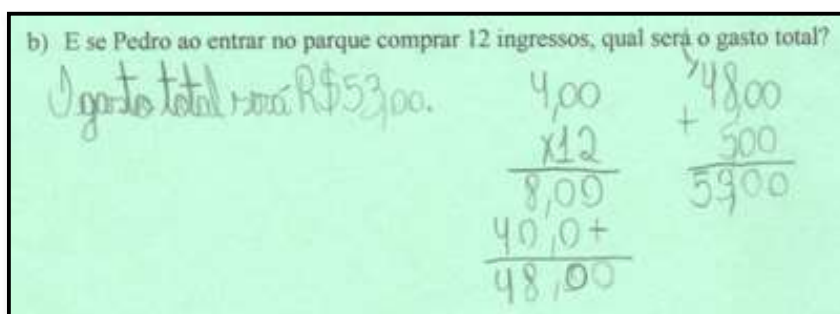 b) E se Pedro ao entrar no parque comprar 12 ingressos, qual será o gasto total?
O gasto total será R$53,00.
4,00
x12
8,00
40,0+
48,00
48,00
+ 500
5300